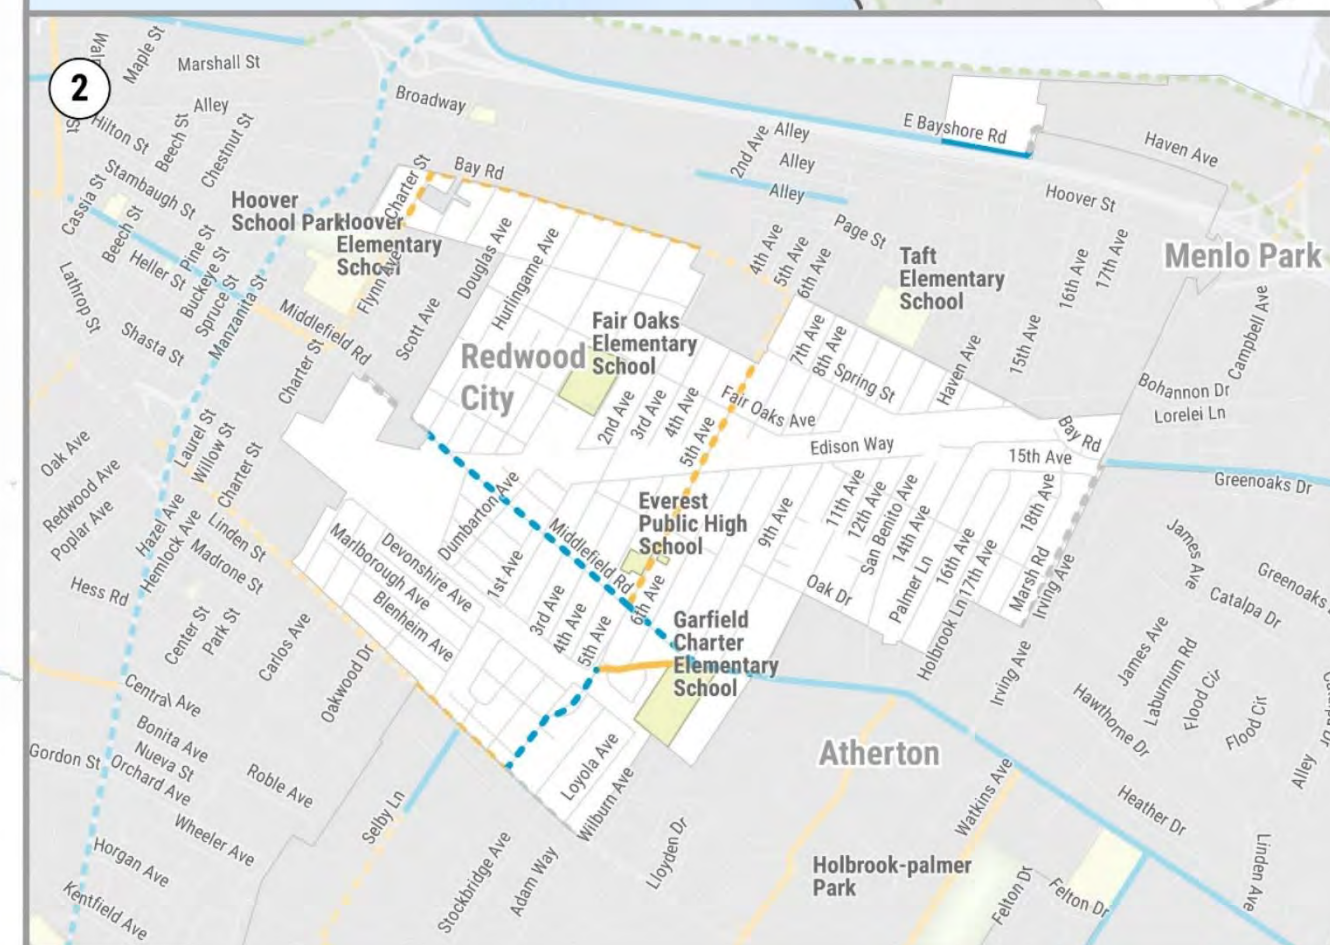 2
Maple St
Marshall St
Alley
Hilton St
Beech St
Chestnut St
Broadway
Stambaugh St
Cassia St
Beech St
Hoover
School Park
Hoover
Elementary
School
Charter St
Bay Rd
Pine St
Heller St
Buckeye St
Spruce St
Manzanita St
Lathrop St
Shasta St
Flynn Ave
Middlefield Rd
Charter St
Scott Ave
Douglas Ave
Hurlingame Ave
2nd Ave
Alley
Alley
Alley
E Bayshore Rd
Haven Ave
Hoover St
4th Ave
5th Ave
6th Ave
Page St
Taft
Elementary
School
16th Ave
17th Ave
Menlo Park
Redwood
City
Fair Oaks
Elementary
School
7th Ave
8th Ave
Spring St
Haven Ave
15th Ave
Campbell Ave
Bohannon Dr
Lorelei Ln
2nd Ave
3rd Ave
4th Ave
5th Ave
Fair Oaks Ave
Edison Way
Bay Rd
15th Ave
Greenoaks Dr
Oak Ave
Redwood Ave
Poplar Ave
Laurel St
Willow St
Charter St
Hazel Ave
Hemlock Ave
Linden St
Madrone St
Hess Rd
Center St
Park St
Carlos Ave
Oakwood Dr
Dumbarton Ave
Devonshire Ave
Marlborough Ave
Blenheim Ave
1st Ave
Middlefield Rd
3rd Ave
4th Ave
5th Ave
6th Ave
Everest
Public High
School
9th Ave
11th Ave
12th Ave
San Benito Ave
14th Ave
Palmer Ln
16th Ave
17th Ave
18th Ave
Marsh Rd
Irving Ave
Oak Dr
Holbrook Ln
Irving Ave
James Ave
Greenoaks
Catalpa Dr
James Ave
Laburnum Rd
Flood Cir
Flood Cir
Hawthorne Dr
Alley
Garfield
Charter
Elementary
School
Central Ave
Bonita Ave
Nueva St
Gordon St
Orchard Ave
Roble Ave
Wheeler Ave
Horgan Ave
Kentfield Ave
Selby Ln
Stockbridge Ave
Adam Way
Loyola Ave
Wilburn Ave
Lloyden Dr
Atherton
Watkins Ave
Heather Dr
Linden Ave
Holbrook-palmer
Park
Felton Dr
Felton Dr